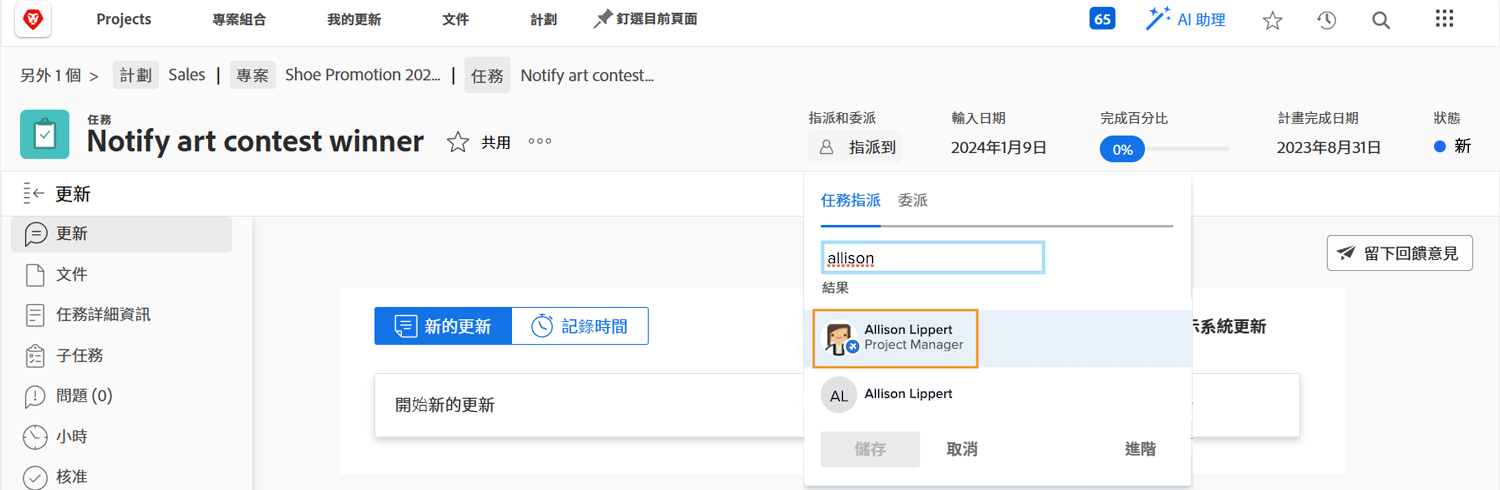 Projects 專案組合 我的更新 文件 計劃 釘選目前頁面 65 AI 助理
另外 1 個 > 計劃 Sales | 專案 Shoe Promotion 202... | 任務 Notify art contest...
任務
Notify art contest winner 共用
指派和委派 輸入日期 完成百分比 計畫完成日期 狀態
指派到 2024年1月9日 0% 2023年8月31日 新
更新
更新
文件
任務詳細資訊
子任務
問題 (0)
小時
核准
任務指派 委派
allison
結果
Allison Lippert
Project Manager
AL Allison Lippert
儲存 取消 進階
留下回饋意見
新的更新 記錄時間
示系統更新
開始新的更新